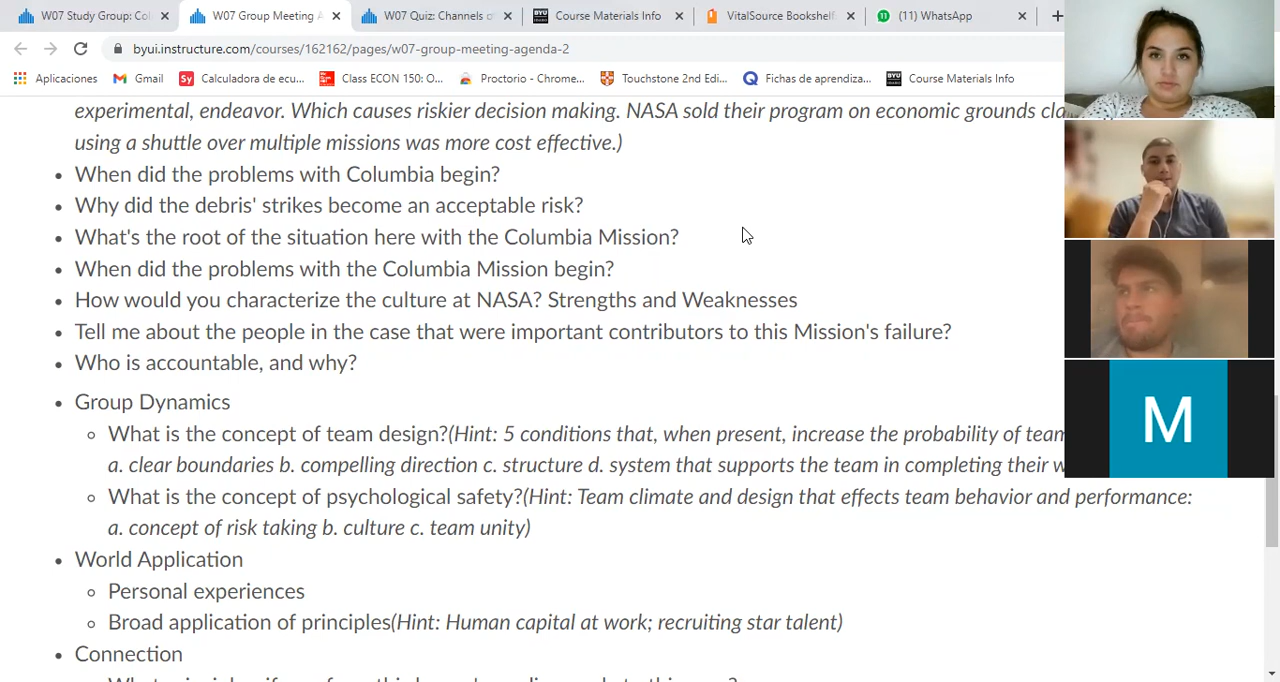 W07 Study Group: Co
W07 Group Meeting A
W07 Quiz: Channels o
Course Materials Info
VitalSource Bookshelf
(11) WhatsApp
byui.instructure.com/courses/162162/pages/w07-group-meeting-agenda-2
Aplicaciones
Gmail
Sy Calculadora de ecu...
Class ECON 150: O...
Proctorio - Chrome...
Touchstone 2nd Edi...
Fichas de aprendiza...
Course Materials Info
experimental, endeavor. Which causes riskier decision making. NASA sold their program on economic grounds cla
using a shuttle over multiple missions was more cost effective.)
• When did the problems with Columbia begin?
• Why did the debris' strikes become an acceptable risk?
• What's the root of the situation here with the Columbia Mission?
• When did the problems with the Columbia Mission begin?
• How would you characterize the culture at NASA? Strengths and Weaknesses
• Tell me about the people in the case that were important contributors to this Mission's failure?
• Who is accountable, and why?
• Group Dynamics
◦ What is the concept of team design?(Hint: 5 conditions that, when present, increase the probability of team
a. clear boundaries b. compelling direction c. structure d. system that supports the team in completing their w
◦ What is the concept of psychological safety?(Hint: Team climate and design that effects team behavior and performance:
a. concept of risk taking b. culture c. team unity)
• World Application
◦ Personal experiences
◦ Broad application of principles(Hint: Human capital at work; recruiting star talent)
• Connection
M